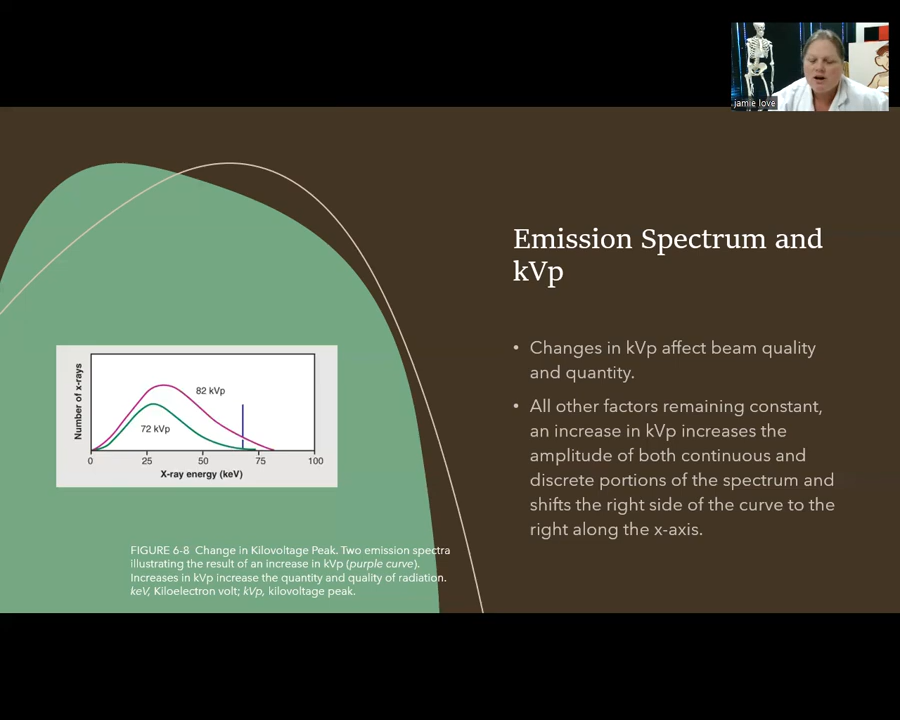 jamie love
Emission Spectrum and
kVp
• Changes in kVp affect beam quality
and quantity.
• All other factors remaining constant,
an increase in kVp increases the
amplitude of both continuous and
discrete portions of the spectrum and
shifts the right side of the curve to the
right along the x-axis.
Number of x-rays
82 kVp
72 kVp
0 25 50 75 100
X-ray energy (keV)
FIGURE 6-8 Change in Kilovoltage Peak. Two emission spectra
illustrating the result of an increase in kVp (purple curve).
Increases in kVp increase the quantity and quality of radiation.
keV, Kiloelectron volt; kVp, kilovoltage peak.